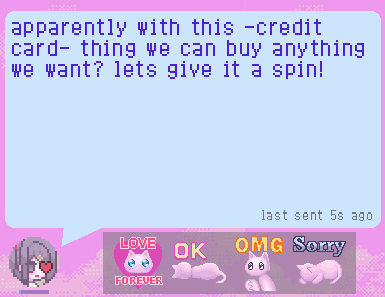 apparently with this -credit
card- thing we can buy anything
we want? lets give it a spin!
last sent 5s ago
LOVE
FOREVER
OK
OMG
Sorry